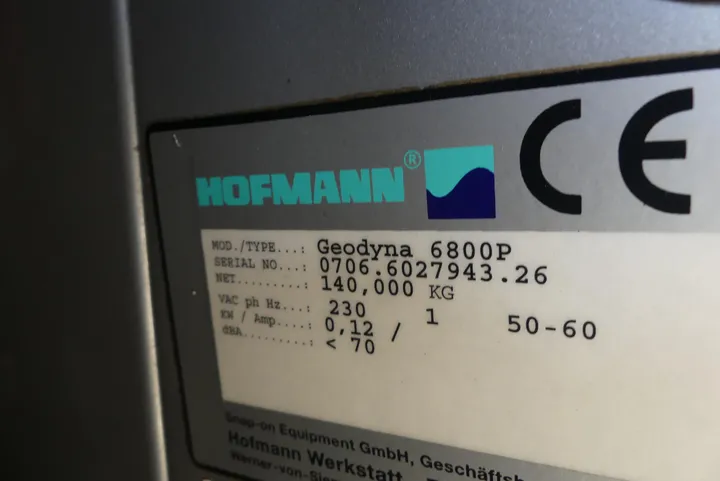 HOFMANN®
CE
MOD./TYPE...: Geodyna 6800P
SERIAL NO...: 0706.6027943.26
NET.........: 140,000 KG
VAC ph Hz...: 230 1 50-60
KW / Amp....: 0,12 /
dBA.........: < 70
Snap-on Equipment GmbH,
Hofmann Werkstatt